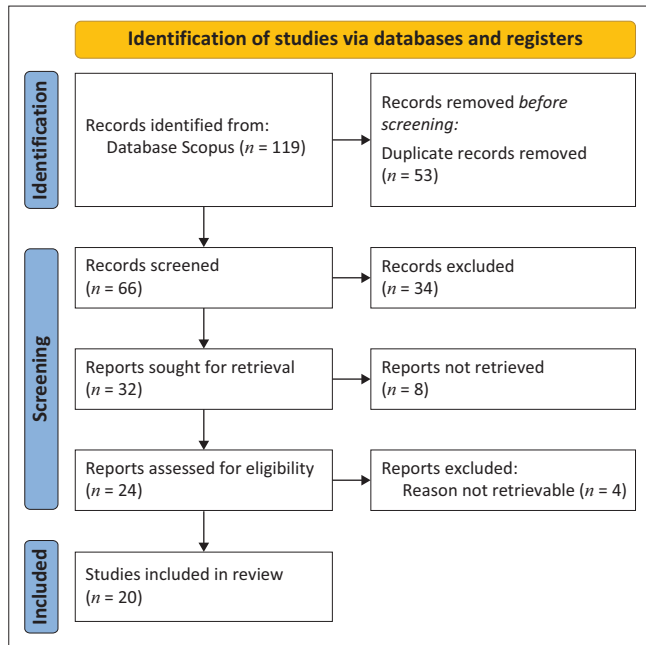 Identification of studies via databases and registers
Identification
Records identified from:
Database Scopus (n = 119)
Records removed before
screening:
Duplicate records removed
(n = 53)
Screening
Records screened
(n = 66)
Records excluded
(n = 34)
Reports sought for retrieval
(n = 32)
Reports not retrieved
(n = 8)
Reports assessed for eligibility
(n = 24)
Reports excluded:
Reason not retrievable (n = 4)
Included
Studies included in review
(n = 20)